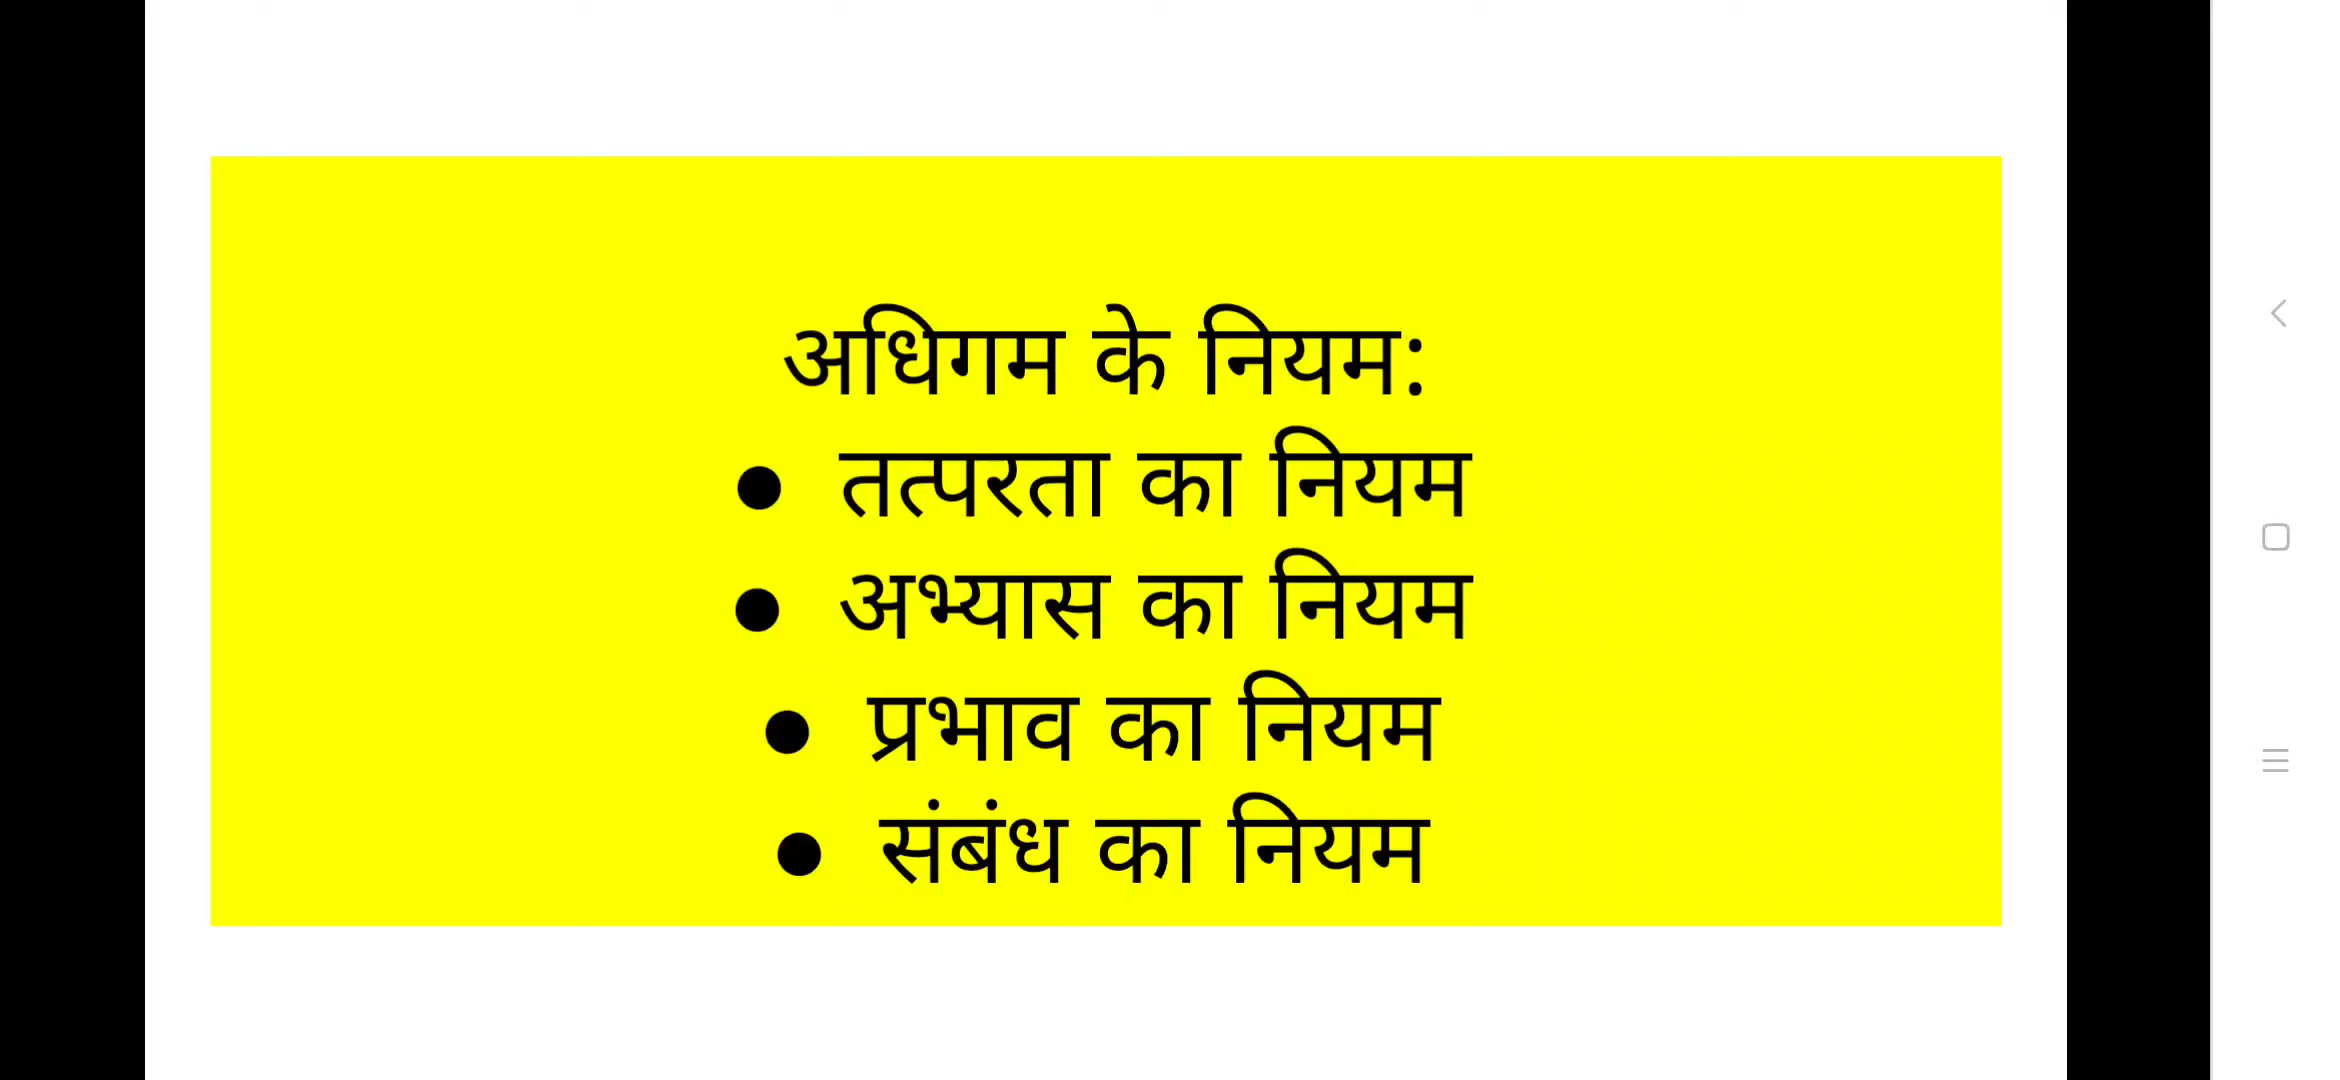 अधिगम के नियम:
● तत्परता का नियम
● अभ्यास का नियम
● प्रभाव का नियम
● संबंध का नियम